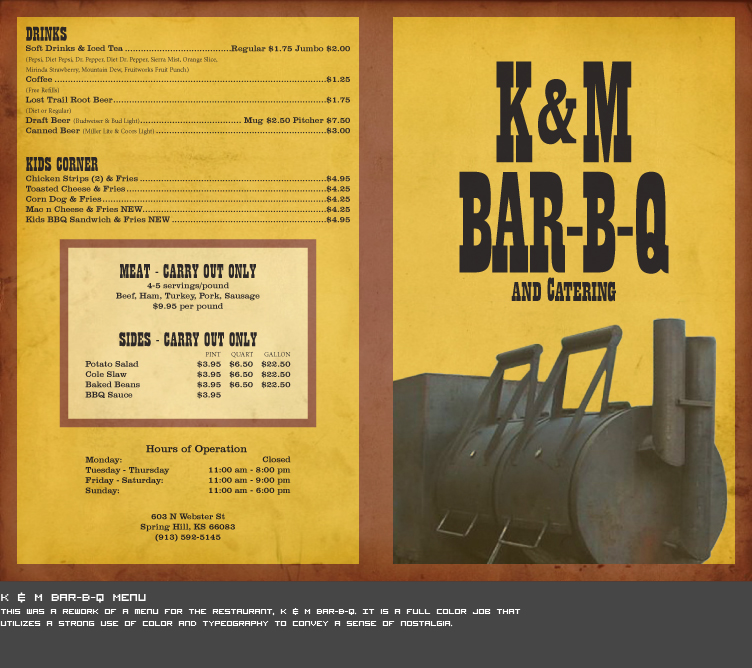 DRINKS
Soft Drinks & Iced Tea ................................Regular $1.75 Jumbo $2.00
(Pepsi, Diet Pepsi, Dr. Pepper, Diet Dr. Pepper, Sierra Mist, Orange Slice,
Mirinda Strawberry, Mountain Dew, Fruitworks Fruit Punch)
Coffee ................................................................$1.25
(Free Refills)
Lost Trail Root Beer................................................................$1.75
(Diet or Regular)
Draft Beer (Budweiser & Bud Light)................................ Mug $2.50 Pitcher $7.50
Canned Beer (Miller Lite & Coors Light)................................................$3.00
KIDS CORNER
Chicken Strips (2) & Fries ................................................$4.95
Toasted Cheese & Fries................................................$4.25
Corn Dog & Fries................................................$4.25
Mac n Cheese & Fries NEW................................................$4.25
Kids BBQ Sandwich & Fries NEW ................................................$4.95
MEAT - CARRY OUT ONLY
4-5 servings/pound
Beef, Ham, Turkey, Pork, Sausage
$9.95 per pound
SIDES - CARRY OUT ONLY
PINT QUART GALLON
Potato Salad $3.95 $6.50 $22.50
Cole Slaw $3.95 $6.50 $22.50
Baked Beans $3.95 $6.50 $22.50
BBQ Sauce $3.95
Hours of Operation
Monday: Closed
Tuesday - Thursday 11:00 am - 8:00 pm
Friday - Saturday: 11:00 am - 9:00 pm
Sunday: 11:00 am - 6:00 pm
603 N Webster St
Spring Hill, KS 66083
(913) 592-5145
K & M
BAR-B-Q
AND CATERING
K & M BAR-B-Q MENU
THIS WAS A REWORK OF A MENU FOR THE RESTAURANT, K & M BAR-B-Q. IT IS A FULL COLOR JOB THAT
UTILIZES A STRONG USE OF COLOR AND TYPEOGRAPHY TO CONVEY A SENSE OF NOSTALGIA.